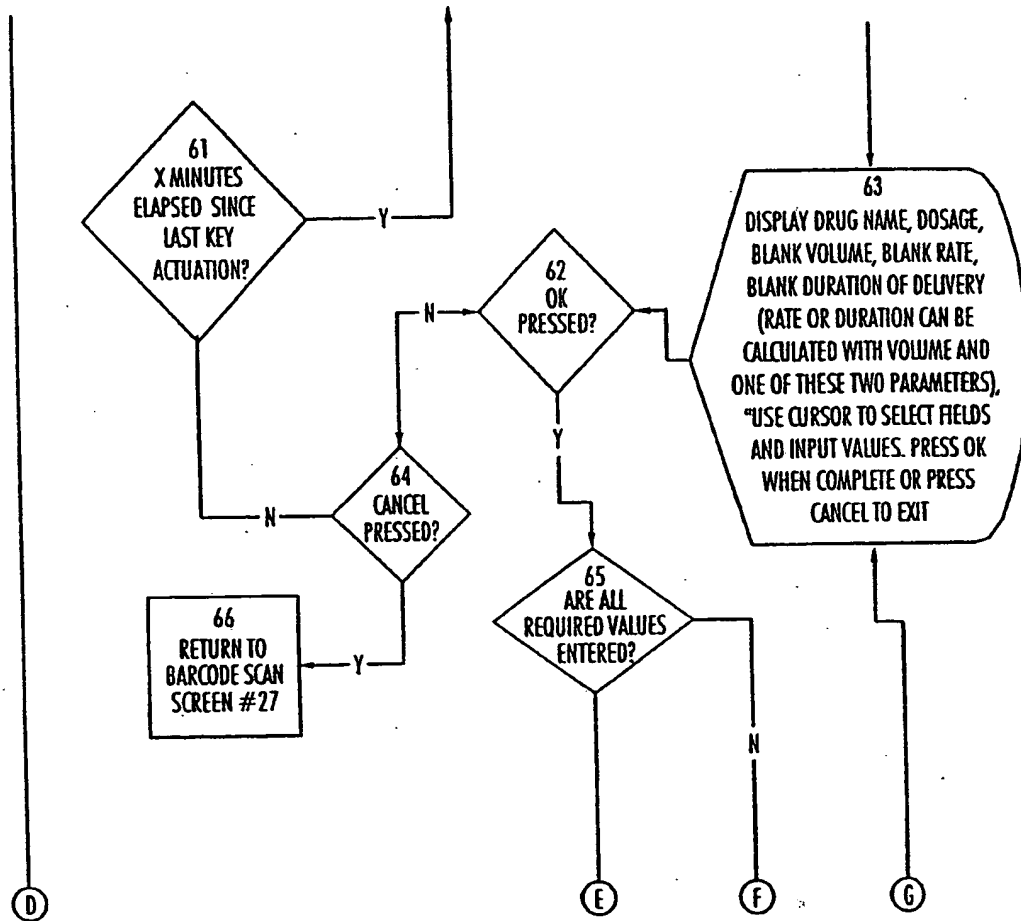 61
X MINUTES
ELAPSED SINCE
LAST KEY
ACTUATION?
Y
63
DISPLAY DRUG NAME, DOSAGE,
BLANK VOLUME, BLANK RATE,
BLANK DURATION OF DELIVERY
(RATE OR DURATION CAN BE
CALCULATED WITH VOLUME AND
ONE OF THESE TWO PARAMETERS),
"USE CURSOR TO SELECT FIELDS
AND INPUT VALUES. PRESS OK
WHEN COMPLETE OR PRESS
CANCEL TO EXIT
62
OK
PRESSED?
N
Y
64
CANCEL
PRESSED?
N
Y
65
ARE ALL
REQUIRED VALUES
ENTERED?
N
66
RETURN TO
BARCODE SCAN
SCREEN #27
D
E
F
G